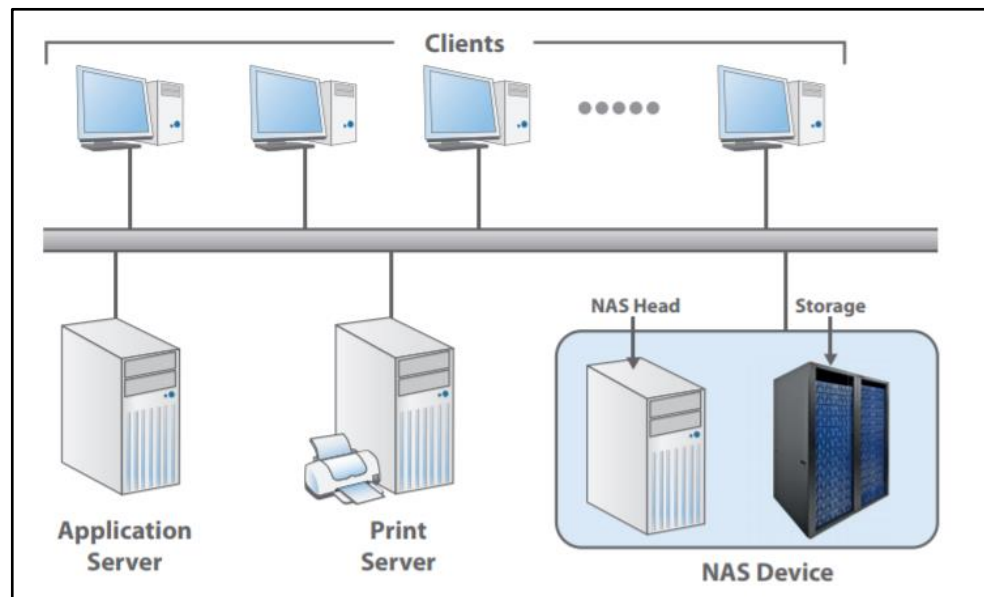 Clients
NAS Head
Storage
Application
Server
Print
Server
NAS Device